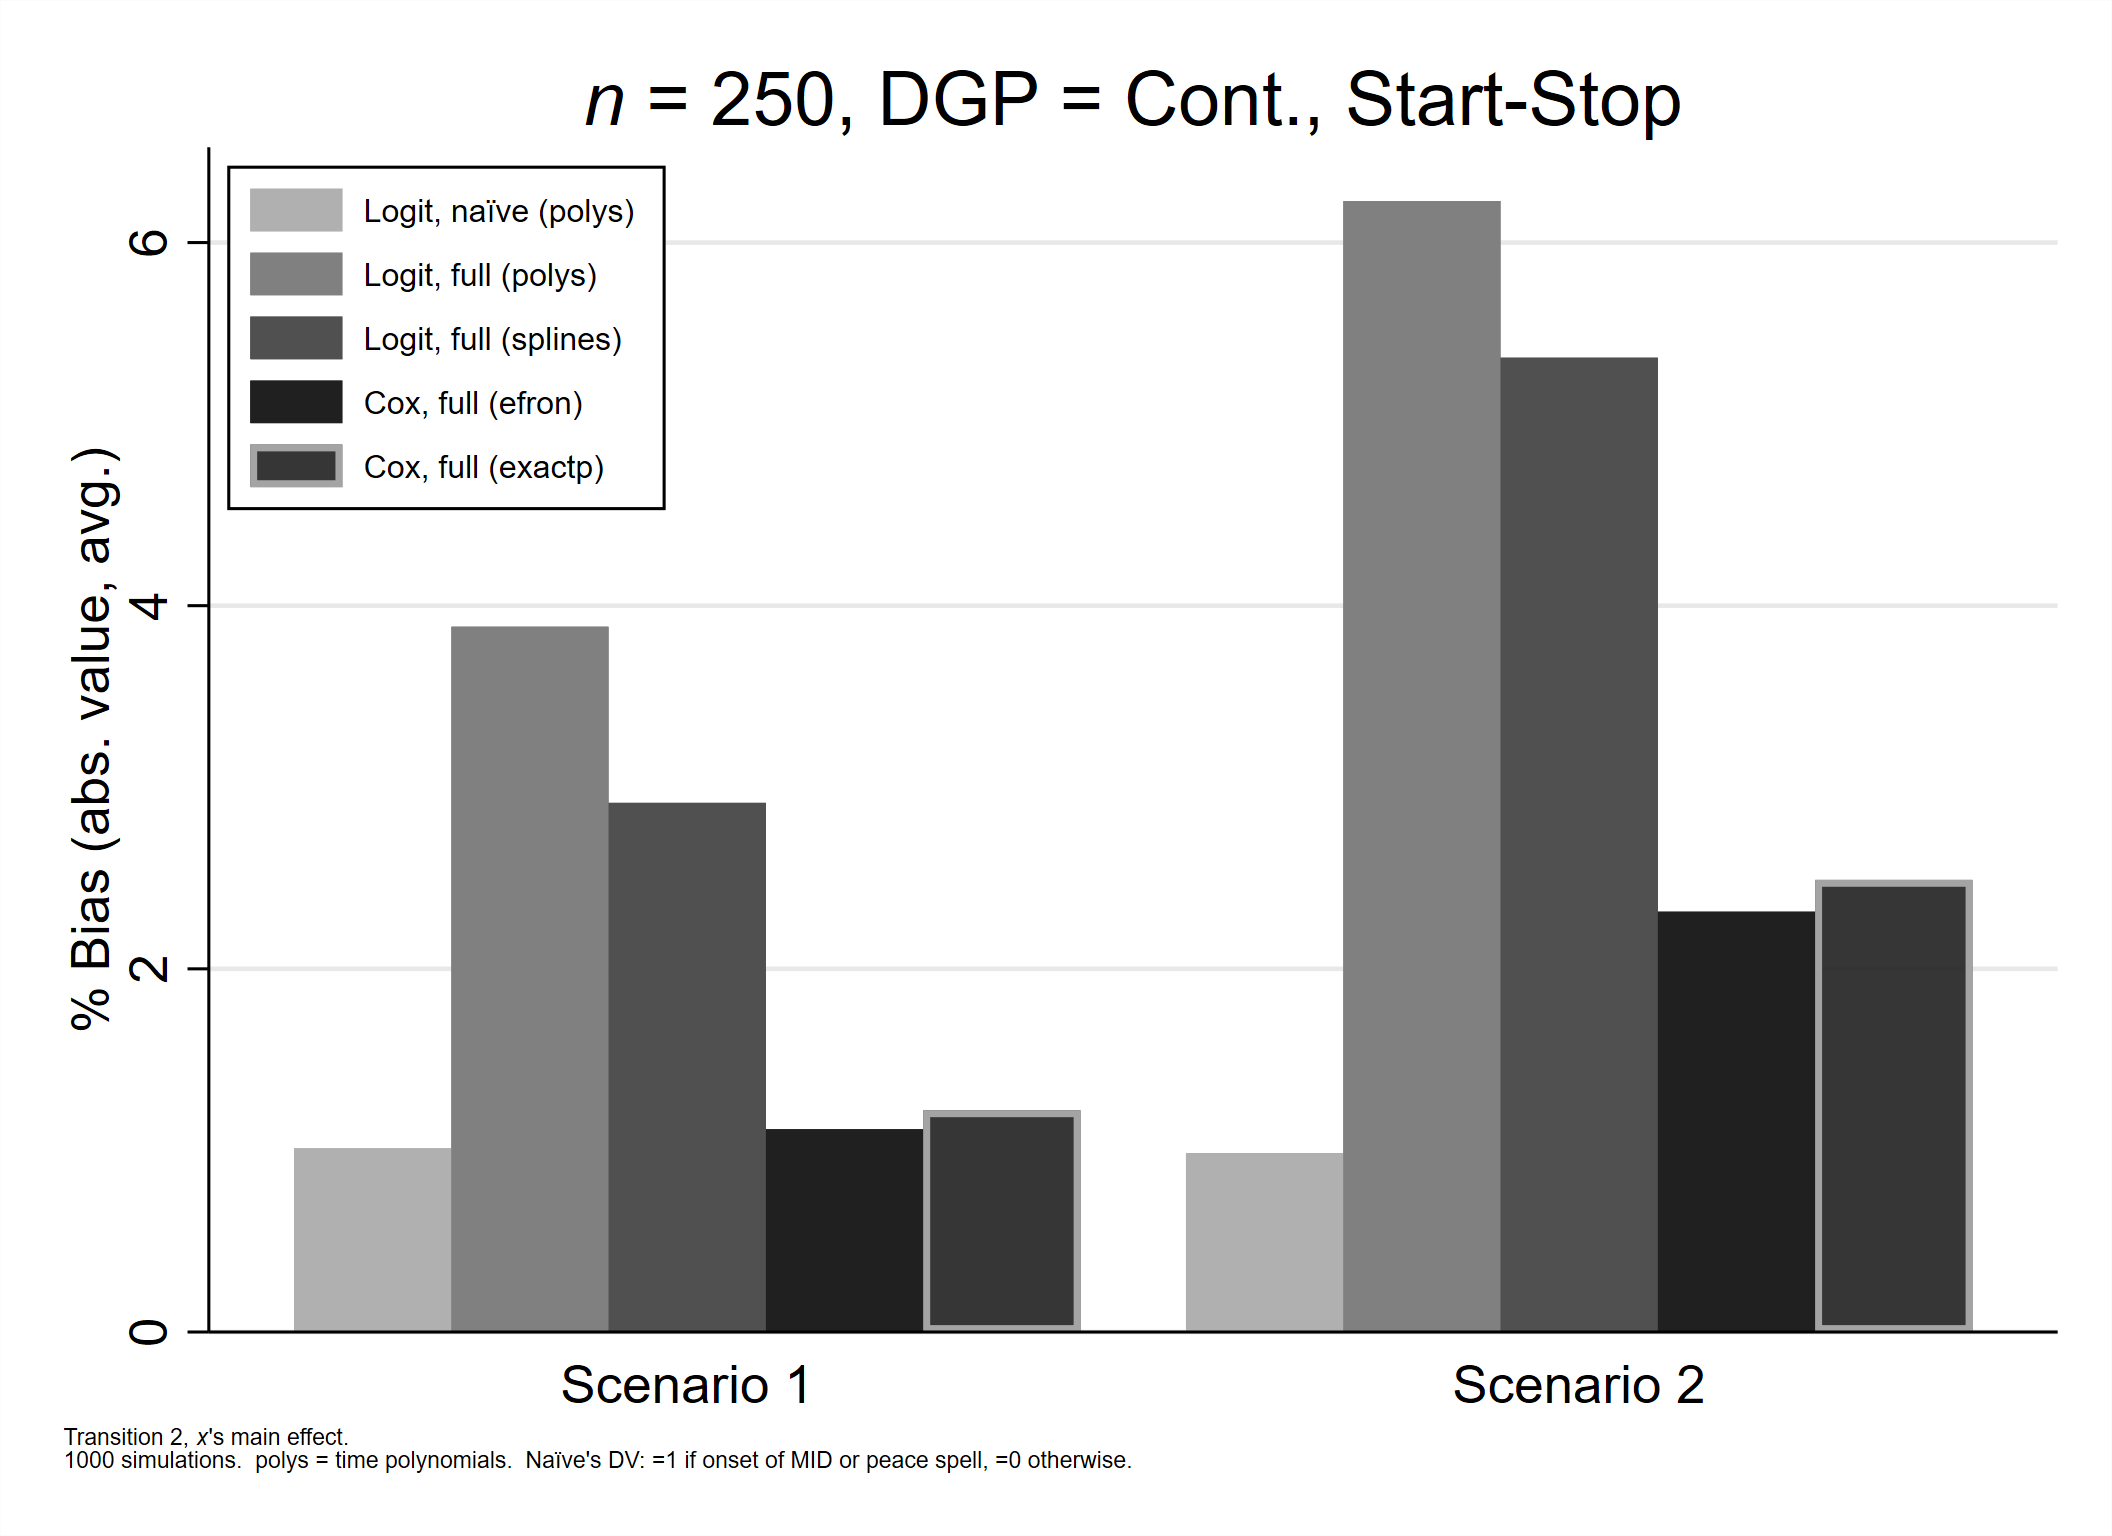 n = 250, DGP = Cont., Start-Stop
Logit, naïve (polys)
Logit, full (polys)
Logit, full (splines)
Cox, full (efron)
Cox, full (exactp)
% Bias (abs. value, avg.)
6
4
2
0
Scenario 1
Scenario 2
Transition 2, x's main effect.
1000 simulations.  polys = time polynomials.  Naïve's DV: =1 if onset of MID or peace spell, =0 otherwise.